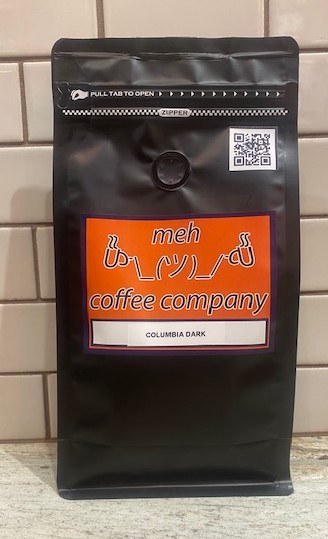 PULL TAB TO OPEN
ZIPPER
meh
¯\_(ツ)_/¯
coffee company
COLUMBIA DARK